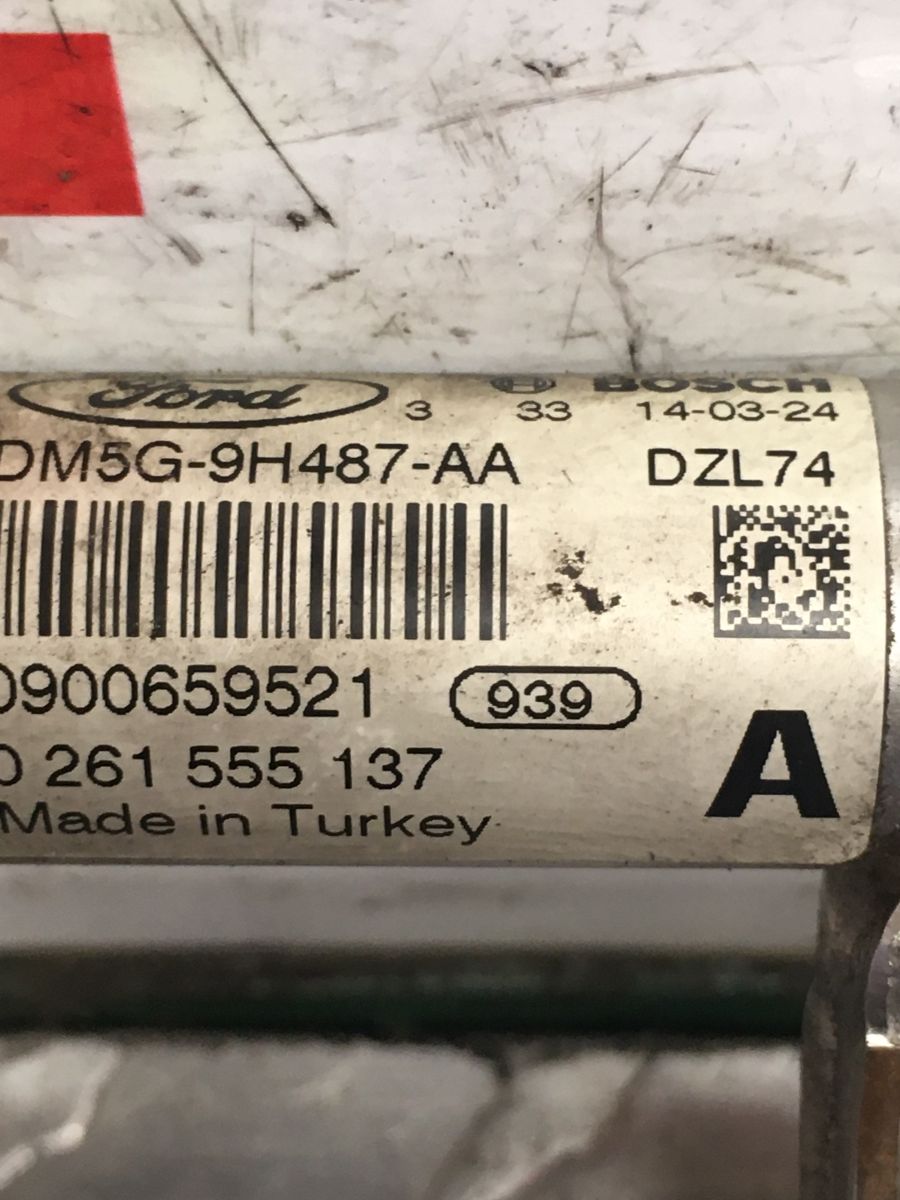 Ford 3 33 BOSCH 14-03-24
DM5G-9H487-AA DZL74
0900659521 939
0 261 555 137 A
Made in Turkey